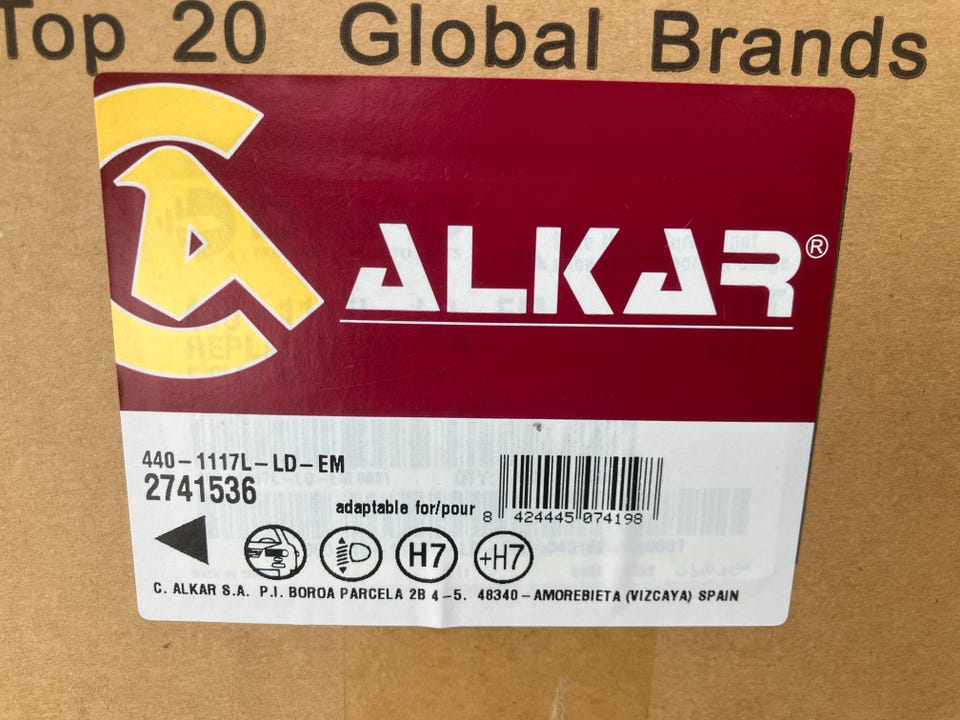 Top 20 Global Brands
ALKAR®
440-1117L-LD-EM
2741536
adaptable for/pour
8 424445 074198
H7
+H7
C. ALKAR S.A. P.I. BOROA PARCELA 2B 4-5. 48340-AMOREBIETA (VIZCAYA) SPAIN